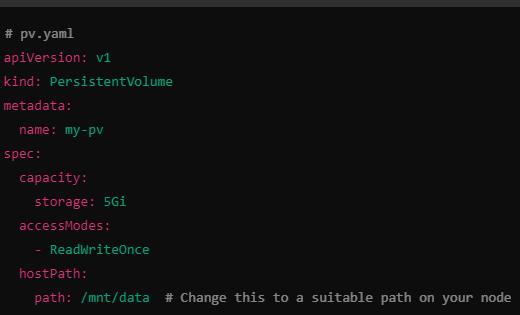 # pv.yaml
apiVersion: v1
kind: PersistentVolume
metadata:
  name: my-pv
spec:
  capacity:
    storage: 5Gi
  accessModes:
    - ReadWriteOnce
  hostPath:
    path: /mnt/data  # Change this to a suitable path on your node